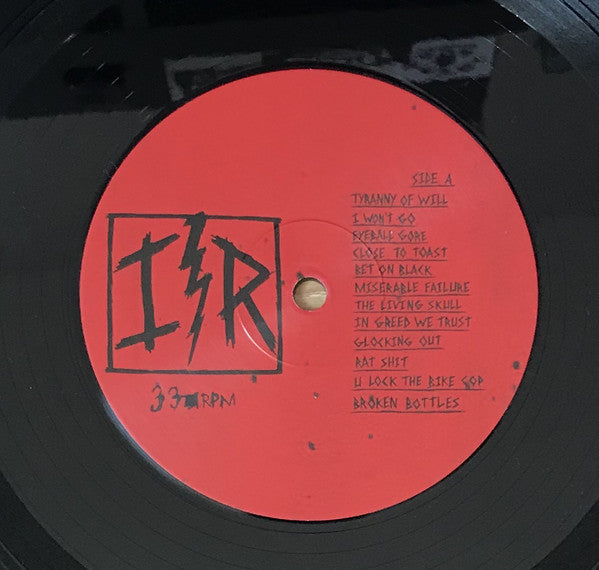 SIDE A
TYRANNY OF WILL
I WON'T GO
EYEBALL GORE
CLOSE TO TOAST
BET ON BLACK
MISERABLE FAILURE
THE LIVING SKULL
IN GREED WE TRUST
GLOCKING OUT
RAT SHIT
U LOCK THE BIKE COP
BROKEN BOTTLES
I R
33 RPM